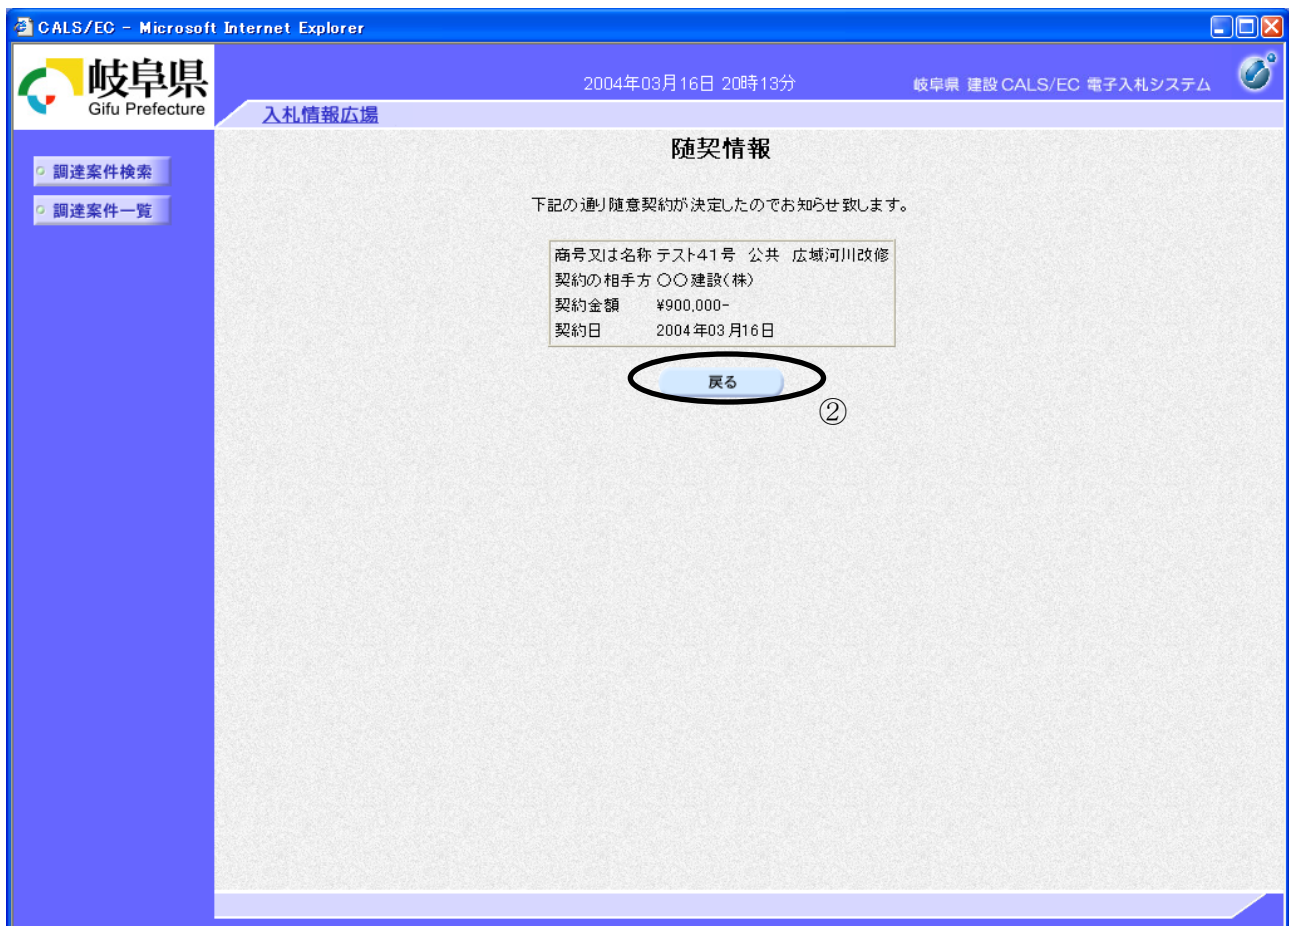 CALS/EC - Microsoft Internet Explorer
岐阜県
Gifu Prefecture
2004年03月16日 20時13分
岐阜県 建設 CALS/EC 電子入札システム
入札情報広場
調達案件検索
調達案件一覧
随契情報
下記の通り随意契約が決定したのでお知らせ致します。
商号又は名称 テスト41号 公共 広域河川改修
契約の相手方 〇〇建設(株)
契約金額 ¥900,000-
契約日 2004年03月16日
戻る
②